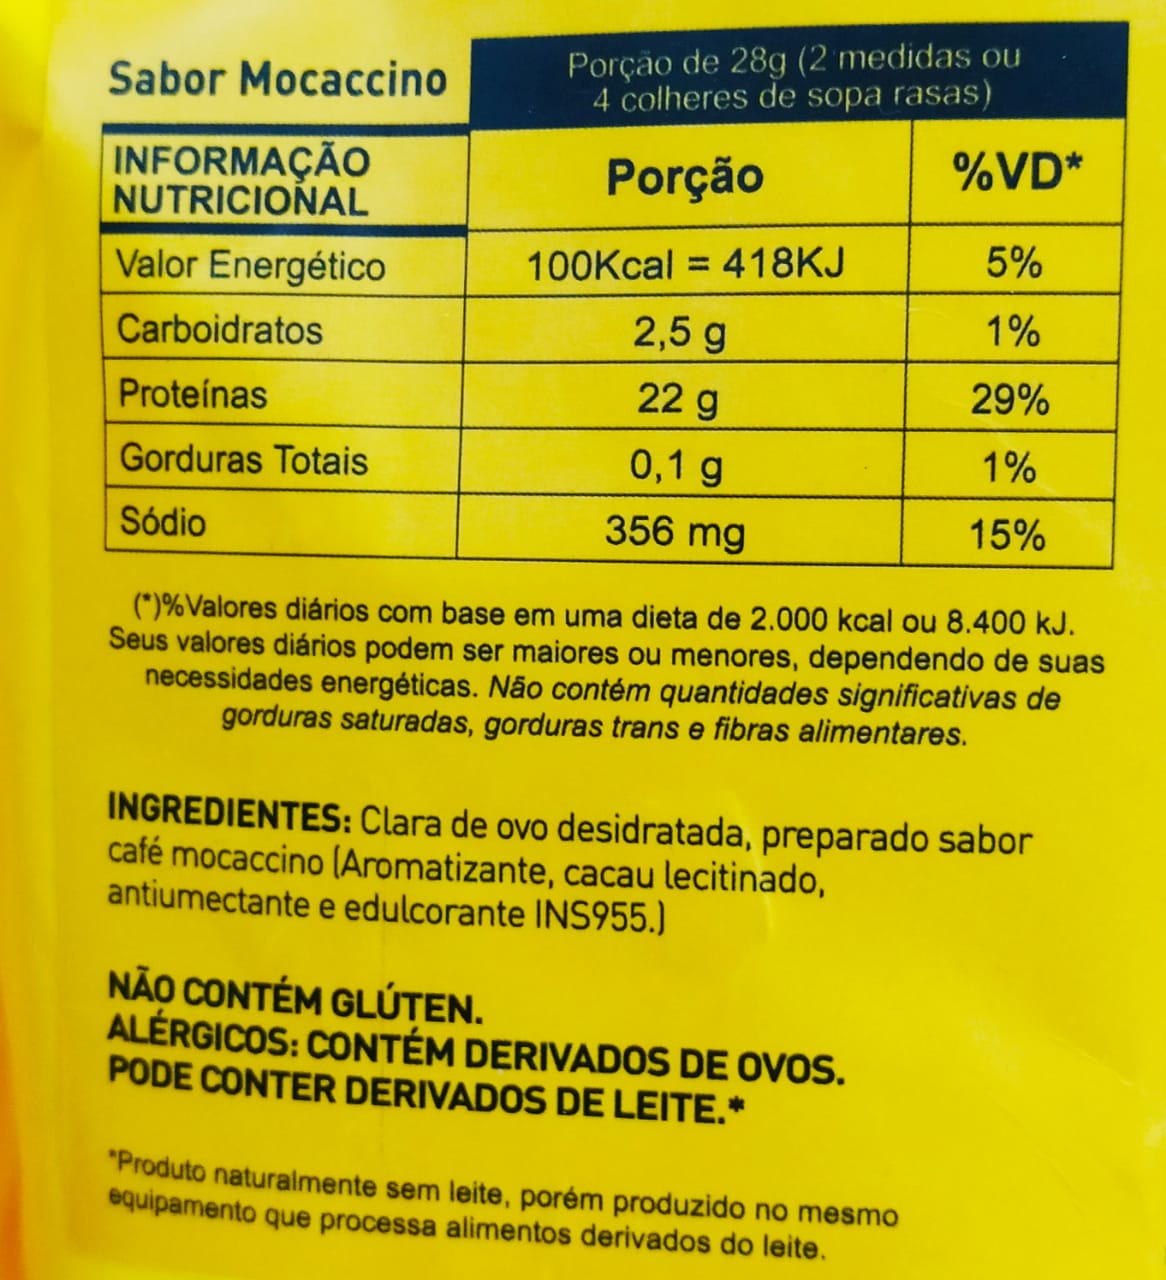 Sabor Mocaccino
Porção de 28g (2 medidas ou
4 colheres de sopa rasas)
INFORMAÇÃO
NUTRICIONAL
Porção
%VD*
Valor Energético 100Kcal = 418KJ 5%
Carboidratos 2,5 g 1%
Proteínas 22 g 29%
Gorduras Totais 0,1 g 1%
Sódio 356 mg 15%
(*)%Valores diários com base em uma dieta de 2.000 kcal ou 8.400 kJ.
Seus valores diários podem ser maiores ou menores, dependendo de suas
necessidades energéticas. Não contém quantidades significativas de
gorduras saturadas, gorduras trans e fibras alimentares.
INGREDIENTES: Clara de ovo desidratada, preparado sabor
café mocaccino (Aromatizante, cacau lecitinado,
antiumectante e edulcorante INS955.)
NÃO CONTÉM GLÚTEN.
ALÉRGICOS: CONTÉM DERIVADOS DE OVOS.
PODE CONTER DERIVADOS DE LEITE.*
*Produto naturalmente sem leite, porém produzido no mesmo
equipamento que processa alimentos derivados do leite.